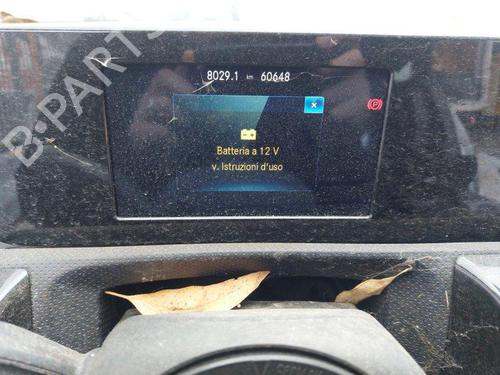 B-PARTS
8029.1 km 60648
×
Batteria a 12 V
v. Istruzioni d'uso
P